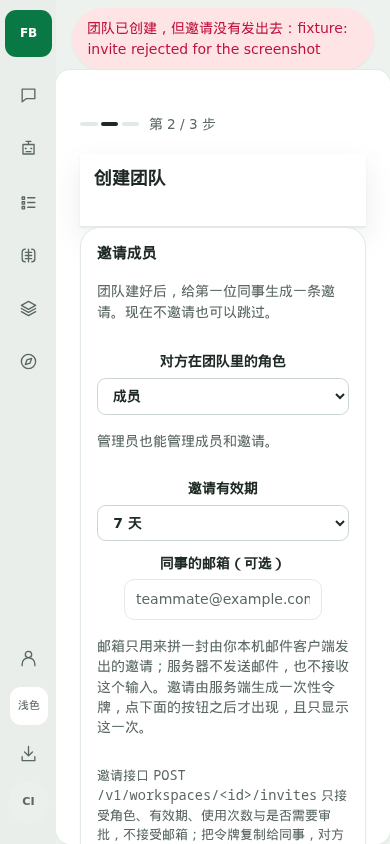 FB
团队已创建，但邀请没有发出去：fixture:
invite rejected for the screenshot
第 2 / 3 步
创建团队
邀请成员
团队建好后，给第一位同事生成一条邀
请。现在不邀请也可以跳过。
对方在团队里的角色
成员
管理员也能管理成员和邀请。
邀请有效期
7 天
同事的邮箱（可选）
teammate@example.con
邮箱只用来拼一封由你本机邮件客户端发
出的邀请；服务器不发送邮件，也不接收
这个输入。邀请由服务端生成一次性令
牌，点下面的按钮之后才出现，且只显示
这一次。
邀请接口 POST
/v1/workspaces/<id>/invites 只接
受角色、有效期、使用次数与是否需要审
批，不接受邮箱；把令牌复制给同事，对方
浅色
CI